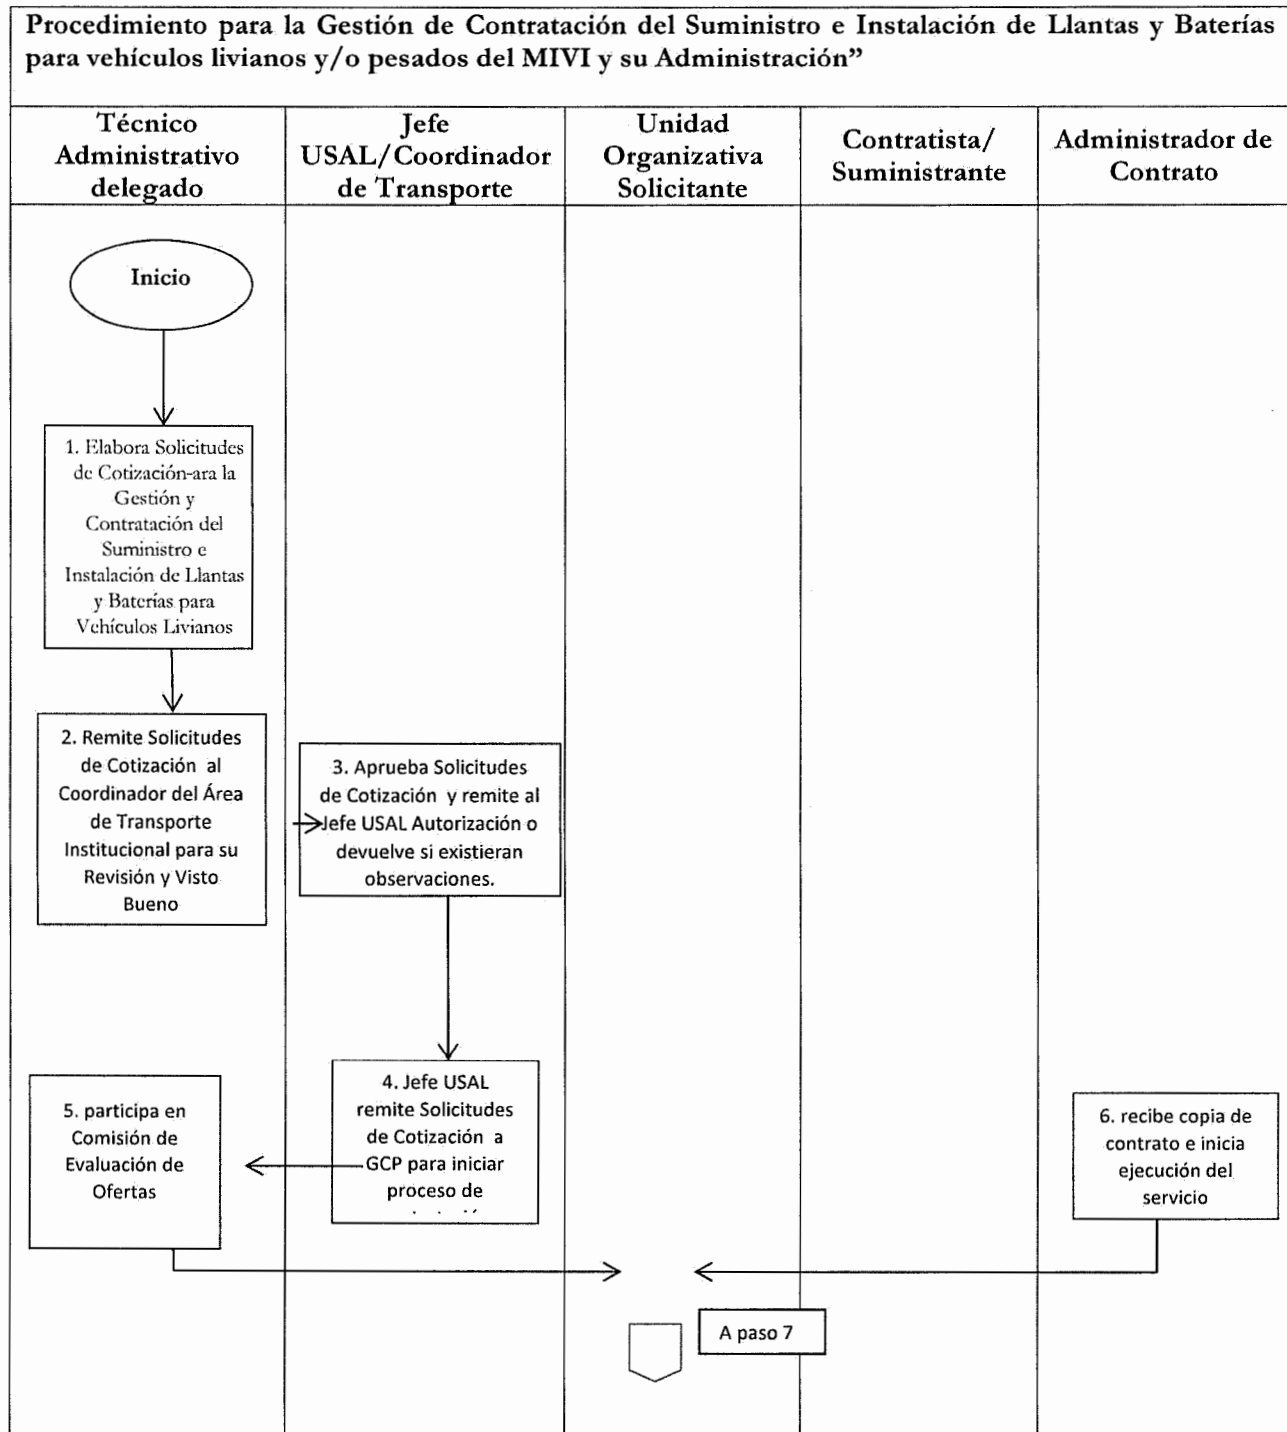 Procedimiento para la Gestión de Contratación del Suministro e Instalación de Llantas y Baterías
para vehículos livianos y/o pesados del MIVI y su Administración”
Técnico
Administrativo
delegado
Jefe
USAL/Coordinador
de Transporte
Unidad
Organizativa
Solicitante
Contratista/
Suministrante
Administrador de
Contrato
Inicio
1. Elabora Solicitudes
de Cotización-ara la
Gestión y
Contratación del
Suministro e
Instalación de Llantas
y Baterías para
Vehículos Livianos
2. Remite Solicitudes
de Cotización al
Coordinador del Área
de Transporte
Institucional para su
Revisión y Visto
Bueno
3. Aprueba Solicitudes
de Cotización y remite al
Jefe USAL Autorización o
devuelve si existieran
observaciones.
4. Jefe USAL
remite Solicitudes
de Cotización a
GCP para iniciar
proceso de
5. participa en
Comisión de
Evaluación de
Ofertas
6. recibe copia de
contrato e inicia
ejecución del
servicio
A paso 7